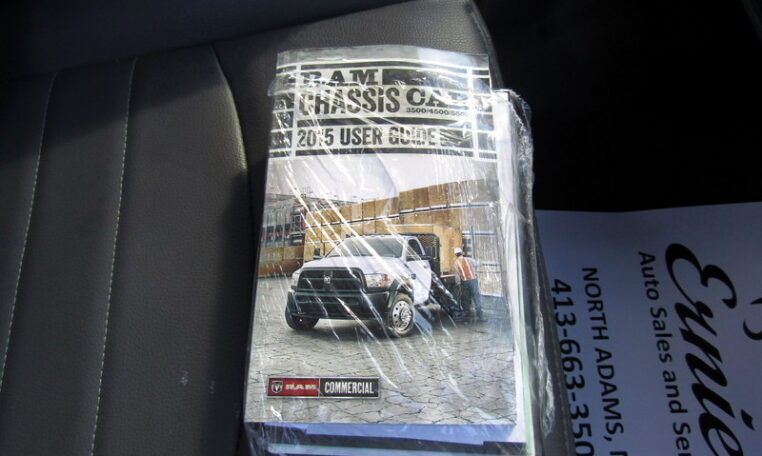 RAM
CHASSIS CAB
3500/4500/5500
2015 USER GUIDE
RAM COMMERCIAL
Ernie
Auto Sales and Ser
NORTH ADAMS,
413-663-350